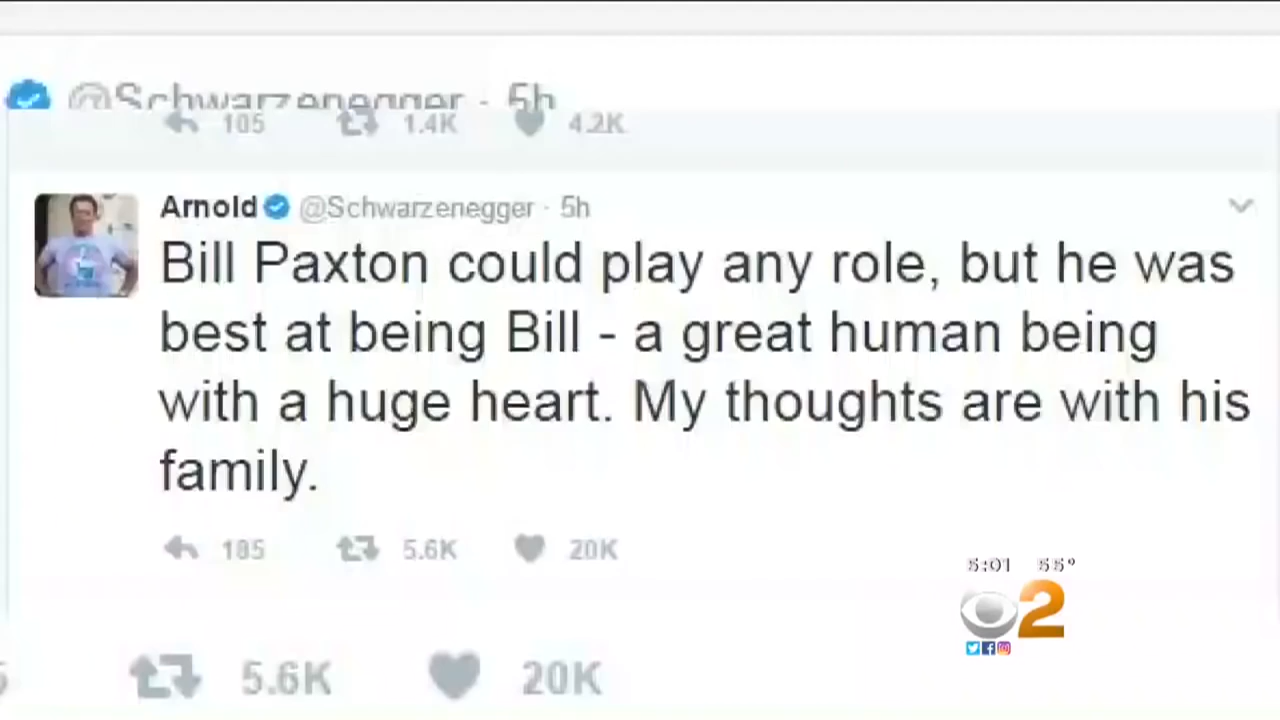 @Schwarzenegger · 5h
105 1.4K 4.2K
Arnold @Schwarzenegger · 5h
Bill Paxton could play any role, but he was
best at being Bill - a great human being
with a huge heart. My thoughts are with his
family.
185 5.6K 20K
5:01 55°
2
5.6K 20K